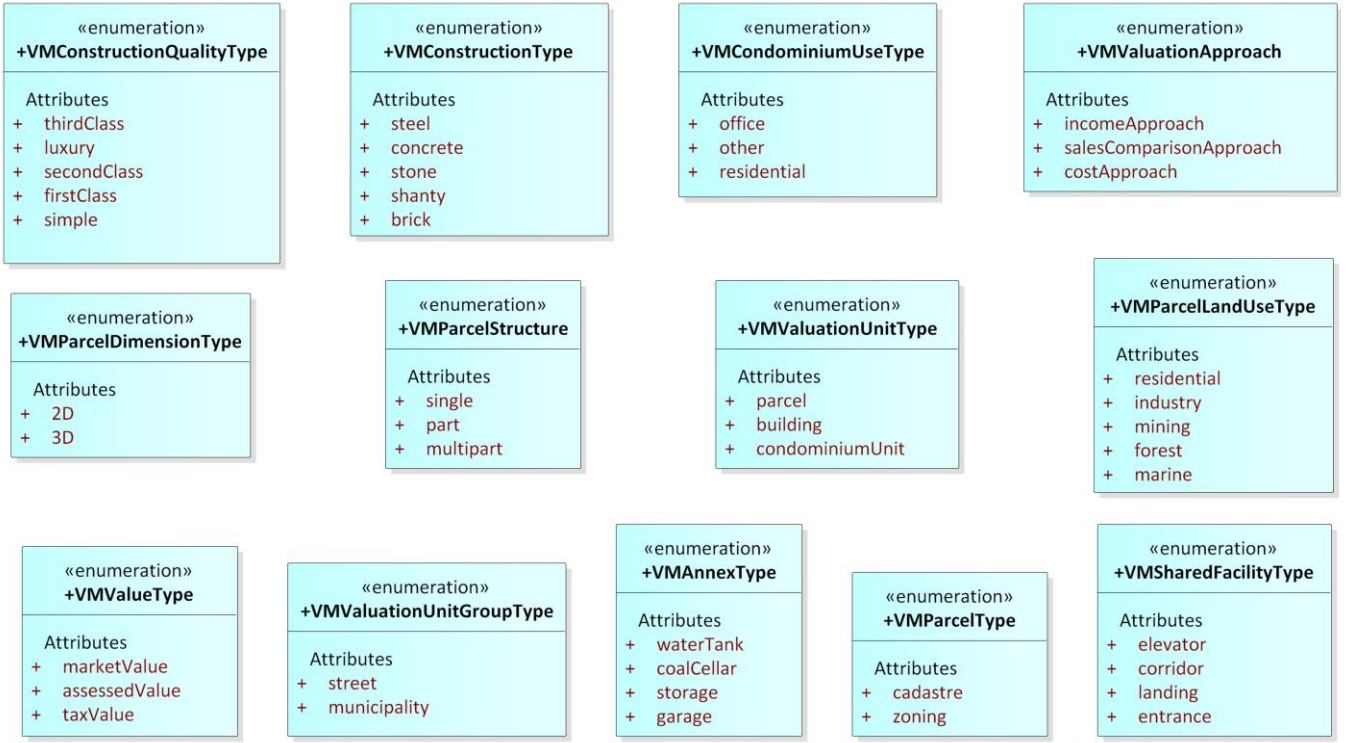 «enumeration»
+VMConstructionQualityType
Attributes
+ thirdClass
+ luxury
+ secondClass
+ firstClass
+ simple
«enumeration»
+VMConstructionType
Attributes
+ steel
+ concrete
+ stone
+ shanty
+ brick
«enumeration»
+VMCondominiumUseType
Attributes
+ office
+ other
+ residential
«enumeration»
+VMValuationApproach
Attributes
+ incomeApproach
+ salesComparisonApproach
+ costApproach
«enumeration»
+VMParcelDimensionType
Attributes
+ 2D
+ 3D
«enumeration»
+VMParcelStructure
Attributes
+ single
+ part
+ multipart
«enumeration»
+VMValuationUnitType
Attributes
+ parcel
+ building
+ condominiumUnit
«enumeration»
+VMParcelLandUseType
Attributes
+ residential
+ industry
+ mining
+ forest
+ marine
«enumeration»
+VMValueType
Attributes
+ marketValue
+ assessedValue
+ taxValue
«enumeration»
+VMValuationUnitGroupType
Attributes
+ street
+ municipality
«enumeration»
+VMAnnexType
Attributes
+ waterTank
+ coalCellar
+ storage
+ garage
«enumeration»
+VMParcelType
Attributes
+ cadastre
+ zoning
«enumeration»
+VMSharedFacilityType
Attributes
+ elevator
+ corridor
+ landing
+ entrance